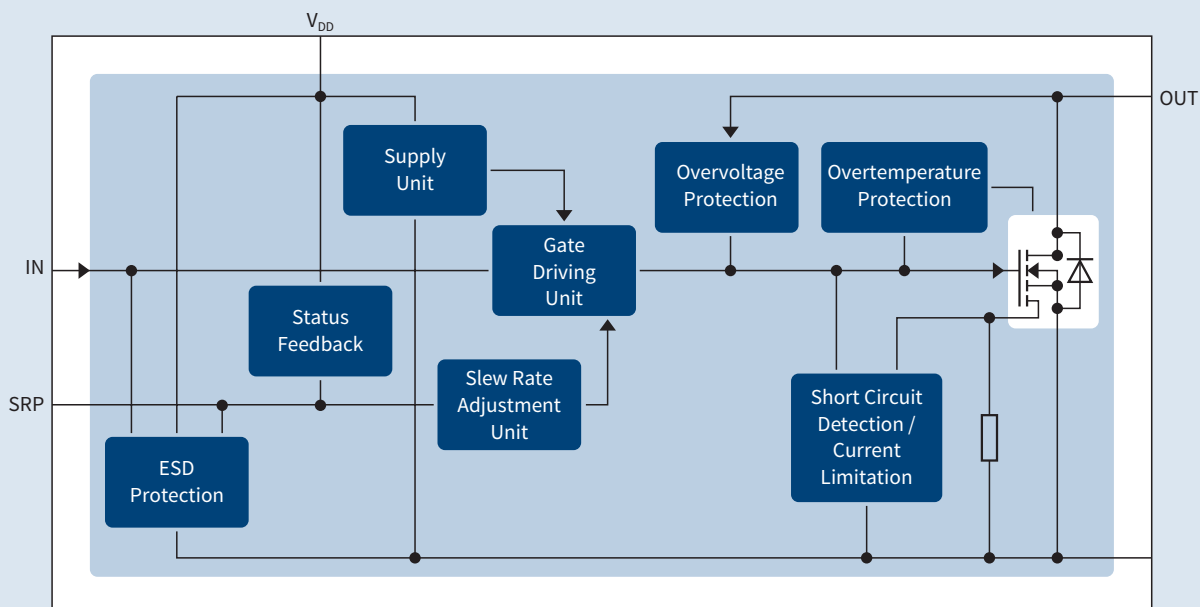 VDD
OUT
Supply
Unit
Overvoltage
Protection
Overtemperature
Protection
IN
Gate
Driving
Unit
Status
Feedback
SRP
Slew Rate
Adjustment
Unit
Short Circuit
Detection /
Current
Limitation
ESD
Protection